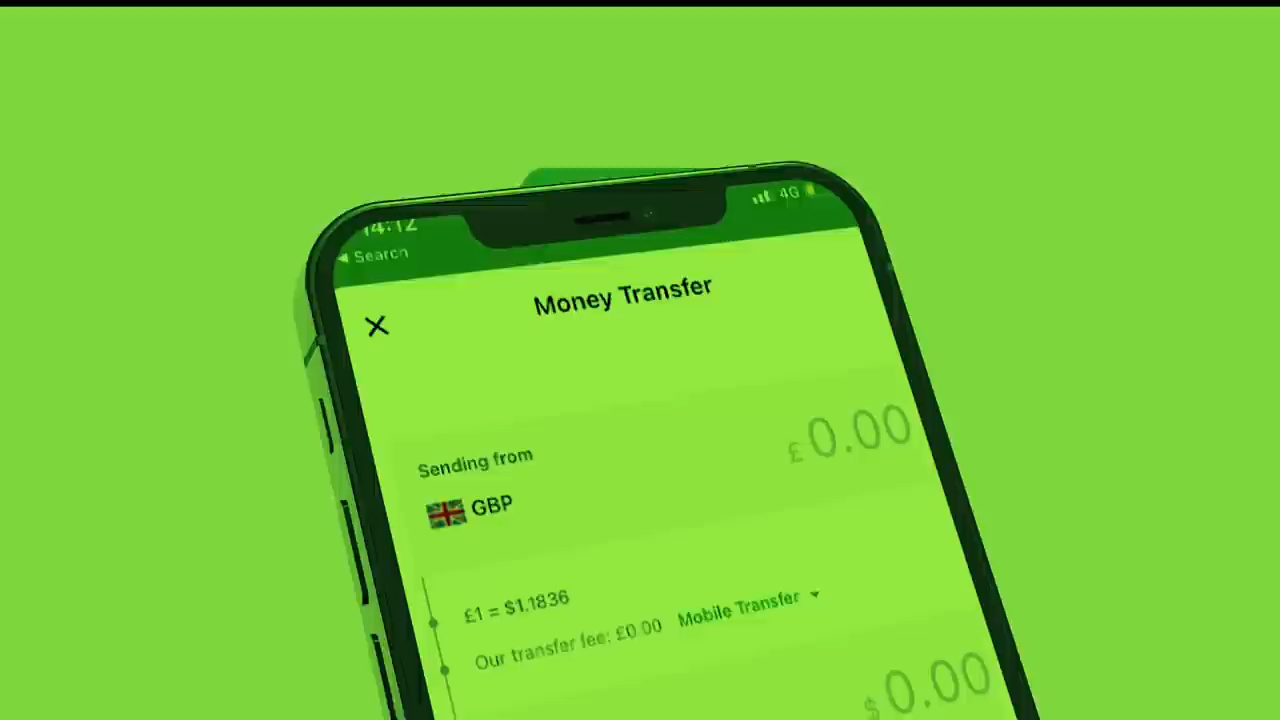 14:12
4G
◀ Search
Money Transfer
£0.00
Sending from
GBP
£1 = $1.1836
Our transfer fee: £0.00 Mobile Transfer
$0.00